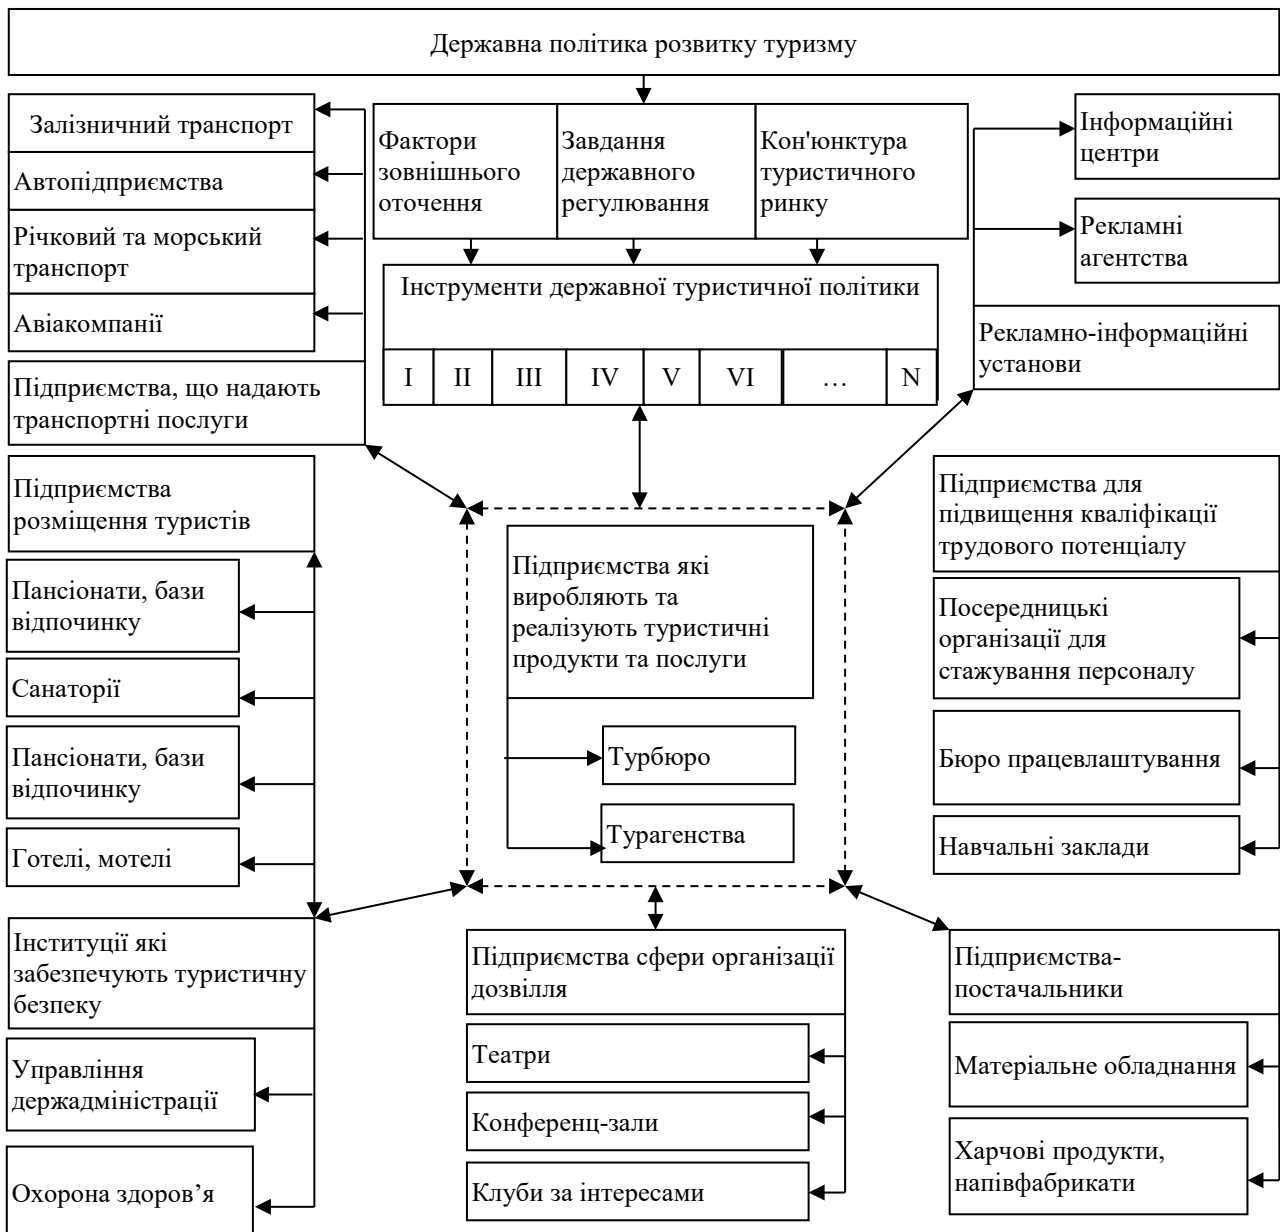 Державна політика розвитку туризму
Залізничний транспорт
Автопідприємства
Річковий та морський
транспорт
Авіакомпанії
Підприємства, що надають
транспортні послуги
Фактори
зовнішнього
оточення
Завдання
державного
регулювання
Кон'юнктура
туристичного
ринку
Інструменти державної туристичної політики
I II III IV V VI … N
Інформаційні
центри
Рекламні
агентства
Рекламно-інформаційні
установи
Підприємства
розміщення туристів
Пансіонати, бази
відпочинку
Санаторії
Пансіонати, бази
відпочинку
Готелі, мотелі
Підприємства які
виробляють та
реалізують туристичні
продукти та послуги
Турбюро
Турагенства
Підприємства для
підвищення кваліфікації
трудового потенціалу
Посередницькі
організації для
стажування персоналу
Бюро працевлаштування
Навчальні заклади
Інституції які
забезпечують туристичну
безпеку
Управління
держадміністрації
Охорона здоров’я
Підприємства сфери організації
дозвілля
Театри
Конференц-зали
Клуби за інтересами
Підприємства-
постачальники
Матеріальне обладнання
Харчові продукти,
напівфабрикати